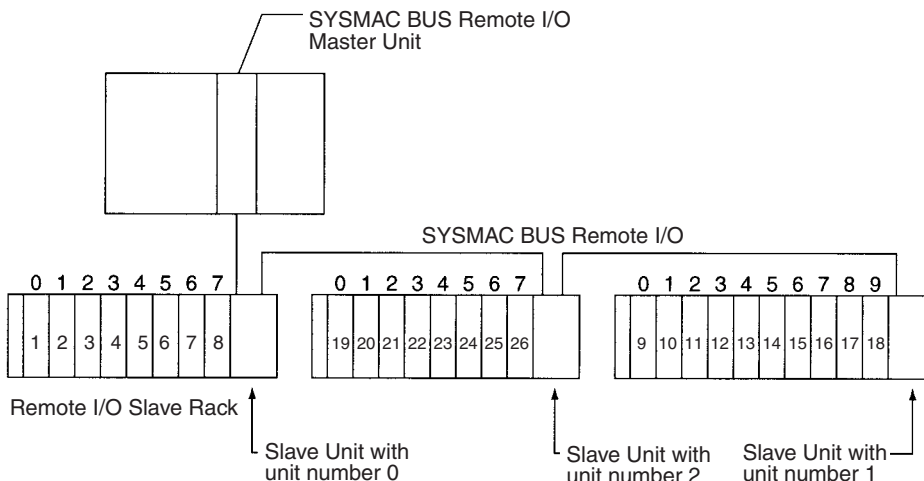 SYSMAC BUS Remote I/O
Master Unit
SYSMAC BUS Remote I/O
0 1 2 3 4 5 6 7
0 1 2 3 4 5 6 7
0 1 2 3 4 5 6 7 8 9
1 2 3 4 5 6 7 8
19 20 21 22 23 24 25 26
9 10 11 12 13 14 15 16 17 18
Remote I/O Slave Rack
Slave Unit with
unit number 0
Slave Unit with
unit number 2
Slave Unit with
unit number 1